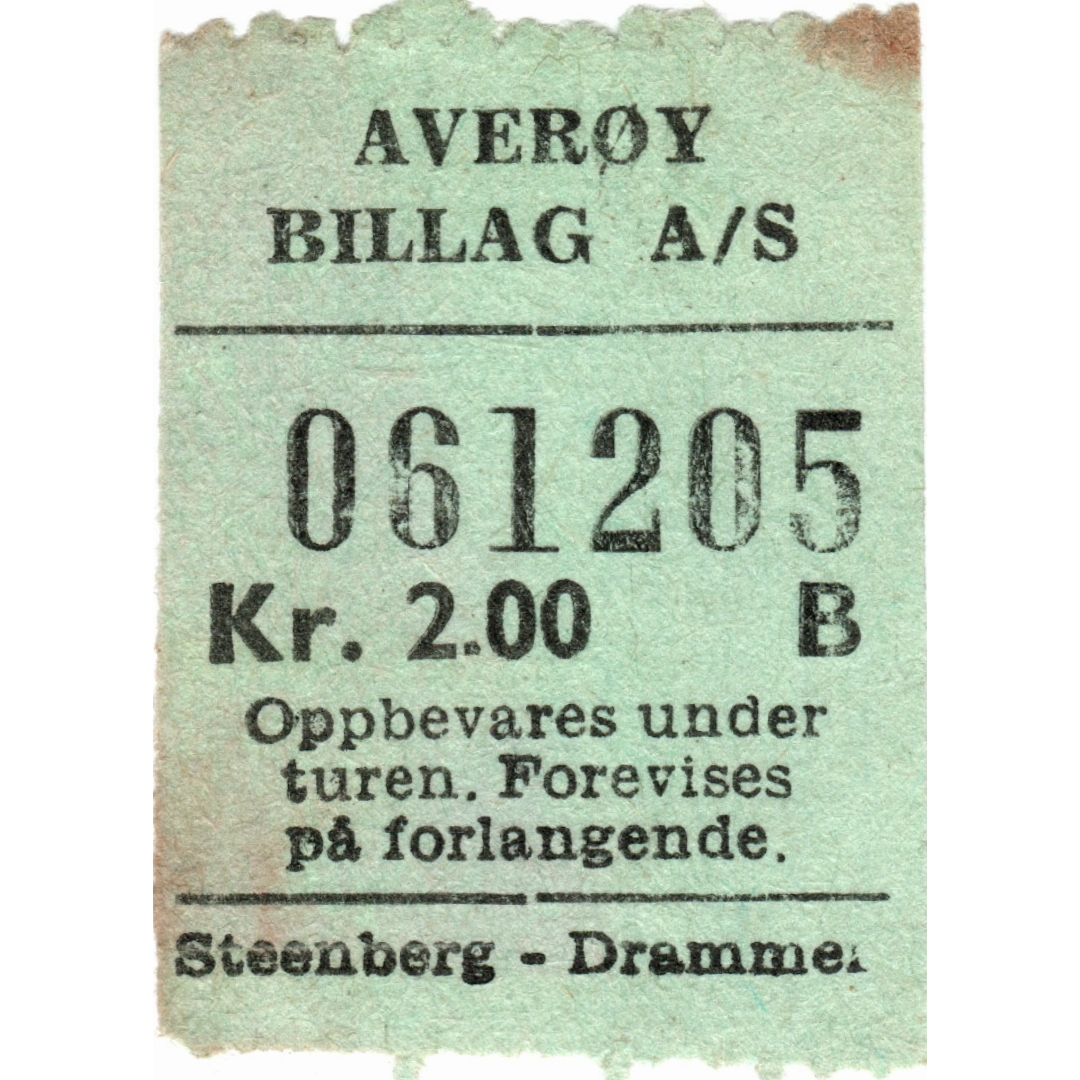 AVERØY
BILLAG A/S
061205
Kr. 2.00 B
Oppbevares under
turen. Forevises
på forlangende.
Steenberg - Drammen